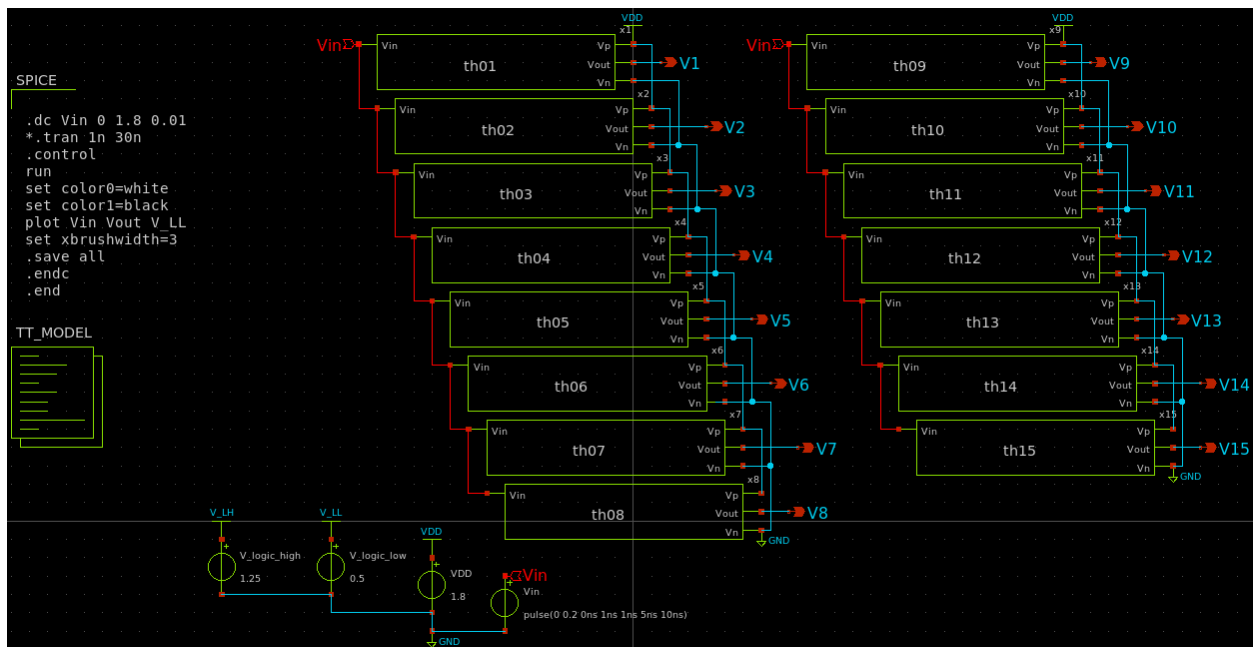 SPICE
.dc Vin 0 1.8 0.01
*.tran 1n 30n
.control
run
set color0=white
set color1=black
plot Vin Vout V_LL
set xbrushwidth=3
.save all
.endc
.end
TT_MODEL
VDD
x1
Vin
Vin
th01
Vp
Vout
Vn
V1
x2
Vin
th02
Vp
Vout
Vn
V2
x3
Vin
th03
Vp
Vout
Vn
V3
x4
Vin
th04
Vp
Vout
Vn
V4
x5
Vin
th05
Vp
Vout
Vn
V5
x6
Vin
th06
Vp
Vout
Vn
V6
x7
Vin
th07
Vp
Vout
Vn
V7
x8
Vin
th08
Vp
Vout
Vn
V8
GND
VDD
x9
Vin
Vin
th09
Vp
Vout
Vn
V9
x10
Vin
th10
Vp
Vout
Vn
V10
x11
Vin
th11
Vp
Vout
Vn
V11
x12
Vin
th12
Vp
Vout
Vn
V12
x13
Vin
th13
Vp
Vout
Vn
V13
x14
Vin
th14
Vp
Vout
Vn
V14
x15
Vin
th15
Vp
Vout
Vn
V15
GND
V_LH
+
V_logic_high
1.25
V_LL
+
V_logic_low
0.5
VDD
+
VDD
1.8
Vin
+
Vin
pulse(0 0.2 0ns 1ns 1ns 5ns 10ns)
GND